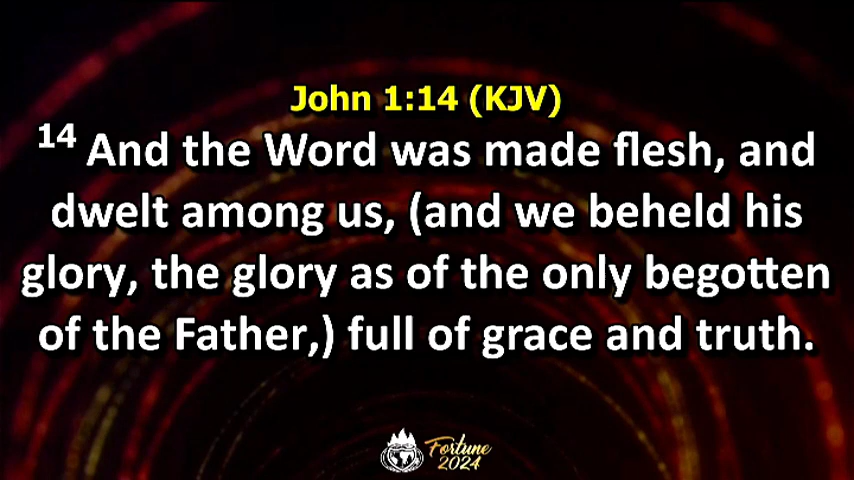 John 1:14 (KJV)
14 And the Word was made flesh, and
dwelt among us, (and we beheld his
glory, the glory as of the only begotten
of the Father,) full of grace and truth.
Fortune
2024